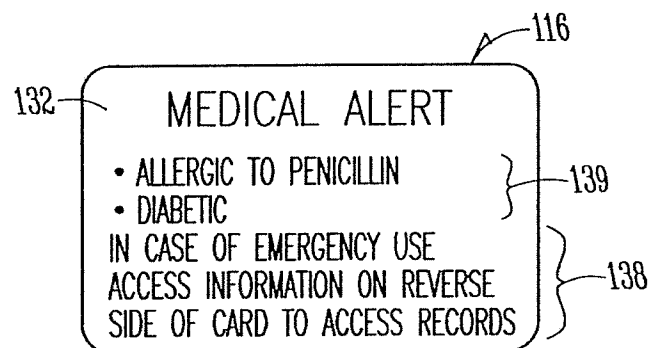 116
132
MEDICAL ALERT
• ALLERGIC TO PENICILLIN
139
• DIABETIC
IN CASE OF EMERGENCY USE
ACCESS INFORMATION ON REVERSE
138
SIDE OF CARD TO ACCESS RECORDS